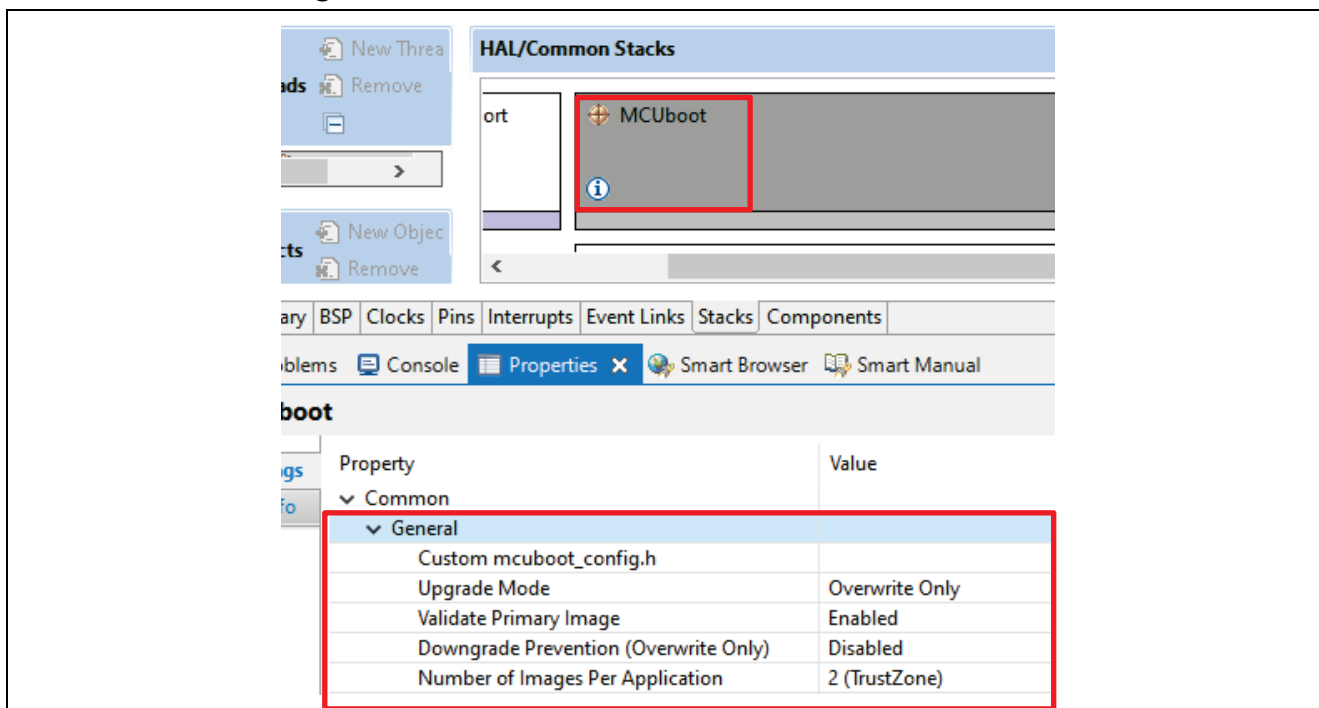 New Threa
HAL/Common Stacks
ads Remove
ort
MCUboot
New Objec
cts
Remove
ary BSP Clocks Pins Interrupts Event Links Stacks Components
blems Console Properties Smart Browser Smart Manual
boot
gs
Property Value
Common
fo
General
Custom mcuboot_config.h
Upgrade Mode Overwrite Only
Validate Primary Image Enabled
Downgrade Prevention (Overwrite Only) Disabled
Number of Images Per Application 2 (TrustZone)